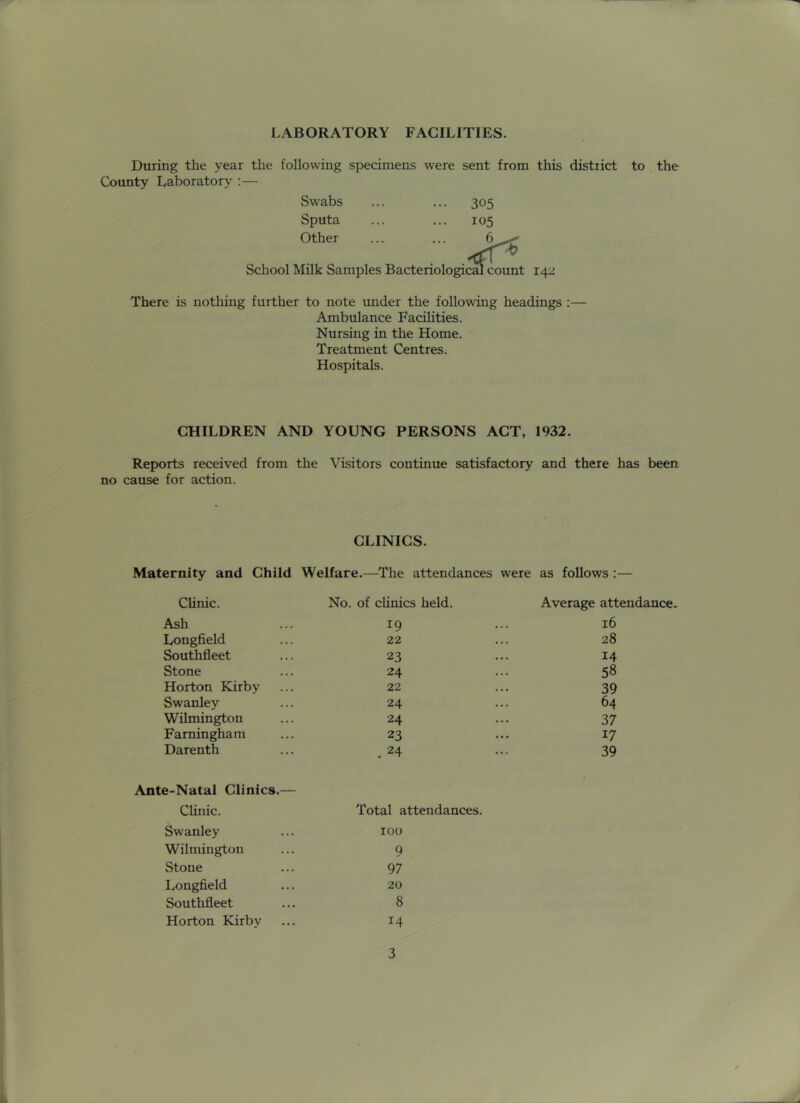 LABORATORY FACILITIES.
During the year the following specimens were sent from this district to the
County Laboratory :—
Swabs ... ... 305
Sputa ... ... 105
Other ... ... 6
School Milk Samples Bacteriological count 142
There is nothing further to note under the following headings :—
Ambulance Facilities.
Nursing in the Home.
Treatment Centres.
Hospitals.
CHILDREN AND YOUNG PERSONS ACT, 1932.
Reports received from the Visitors continue satisfactory and there has been
no cause for action.
CLINICS.
Maternity and Child Welfare.—The attendances were as follows :—
Clinic. No. of clinics held. Average attendance.
Ash ... 19 ... 16
Longfield ... 22 ... 28
Southfleet ... 23 ... 14
Stone ... 24 ... 58
Horton Kirby ... 22 ... 39
Swanley ... 24 ... 64
Wilmington ... 24 ... 37
Farningham ... 23 ... 17
Darenth ... 24 ... 39
Ante-Natal Clinics.—
Clinic. Total attendances.
Swanley ... 100
Wilmington ... 9
Stone ... 97
Longfield ... 20
Southfleet ... 8
Horton Kirby ... 14
3